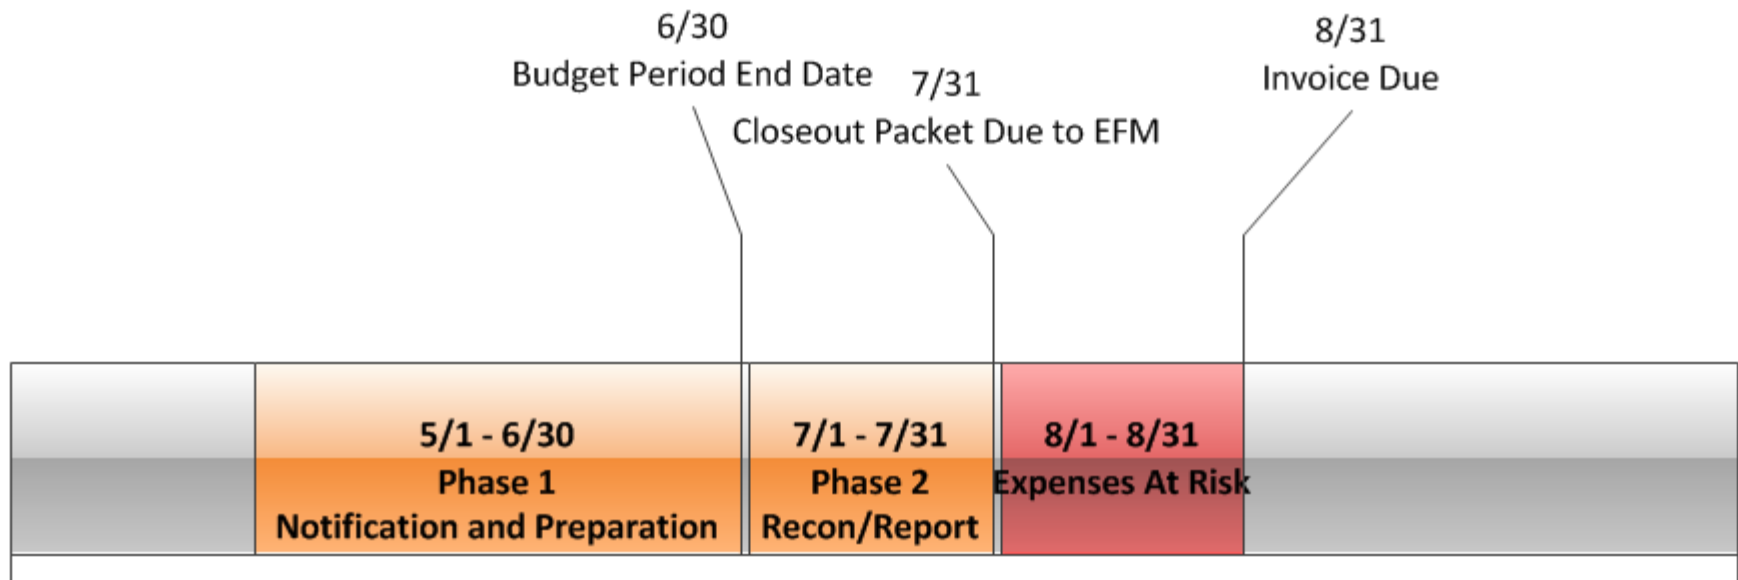 6/30
Budget Period End Date
7/31
Closeout Packet Due to EFM
8/31
Invoice Due
5/1 - 6/30
Phase 1
Notification and Preparation
7/1 - 7/31
Phase 2
Recon/Report
8/1 - 8/31
Expenses At Risk